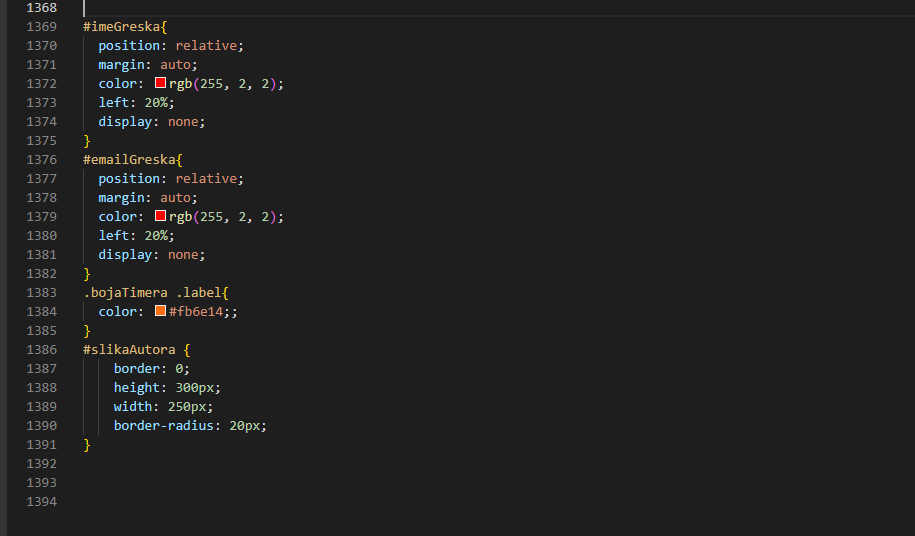 1368
1369 #imeGreska{
1370 position: relative;
1371 margin: auto;
1372 color: rgb(255, 2, 2);
1373 left: 20%;
1374 display: none;
1375 }
1376 #emailGreska{
1377 position: relative;
1378 margin: auto;
1379 color: rgb(255, 2, 2);
1380 left: 20%;
1381 display: none;
1382 }
1383 .bojaTimera .label{
1384 color: #fb6e14;;
1385 }
1386 #slikaAutora {
1387 border: 0;
1388 height: 300px;
1389 width: 250px;
1390 border-radius: 20px;
1391 }
1392
1393
1394